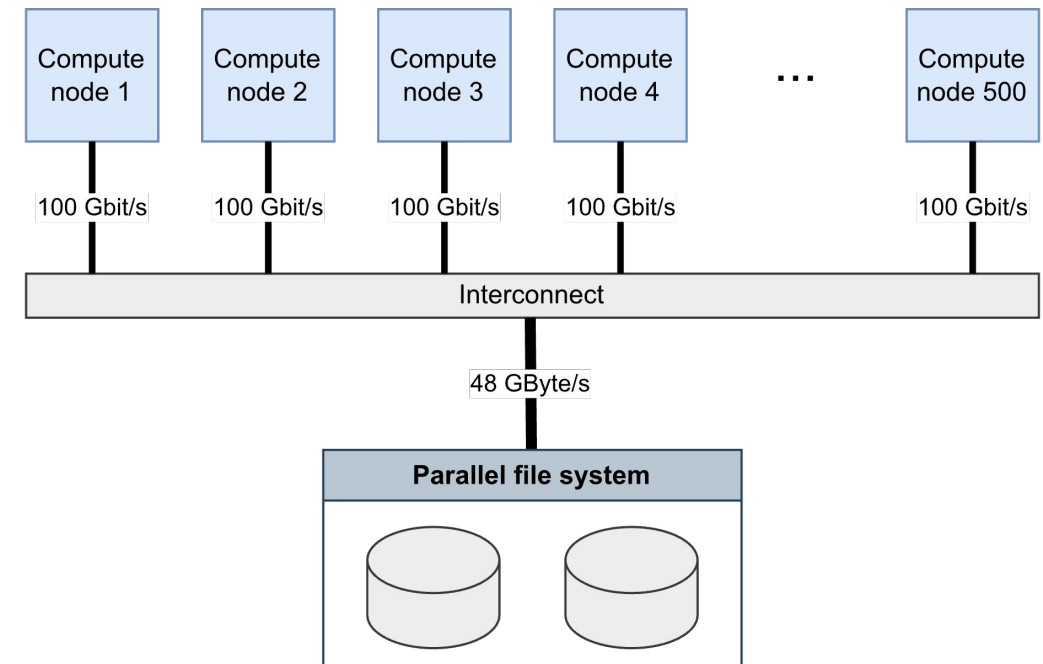 Compute
node 1
Compute
node 2
Compute
node 3
Compute
node 4
...
Compute
node 500
100 Gbit/s
100 Gbit/s
100 Gbit/s
100 Gbit/s
100 Gbit/s
Interconnect
48 GByte/s
Parallel file system